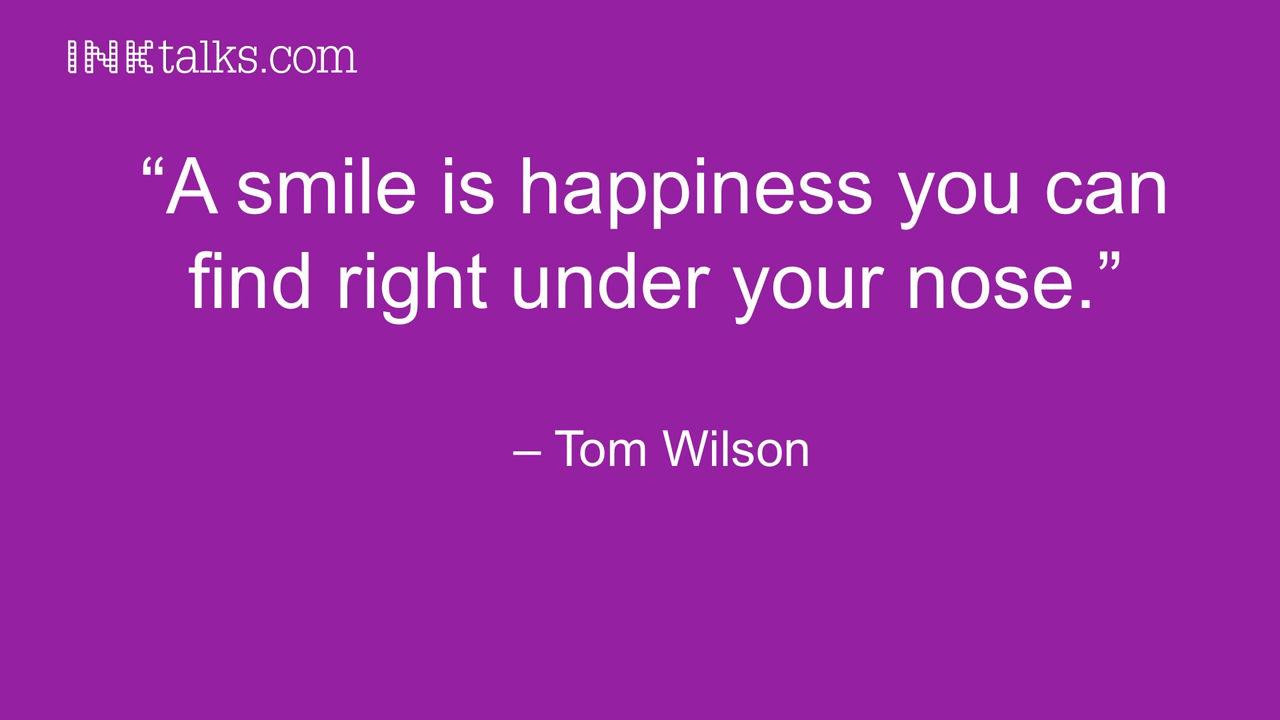 INKtalks.com
“A smile is happiness you can
find right under your nose.”
– Tom Wilson